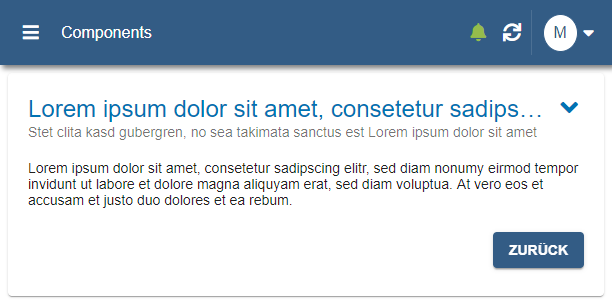 Components
M
Lorem ipsum dolor sit amet, consetetur sadips…
Stet clita kasd gubergren, no sea takimata sanctus est Lorem ipsum dolor sit amet
Lorem ipsum dolor sit amet, consetetur sadipscing elitr, sed diam nonumy eirmod tempor
invidunt ut labore et dolore magna aliquyam erat, sed diam voluptua. At vero eos et
accusam et justo duo dolores et ea rebum.
ZURÜCK